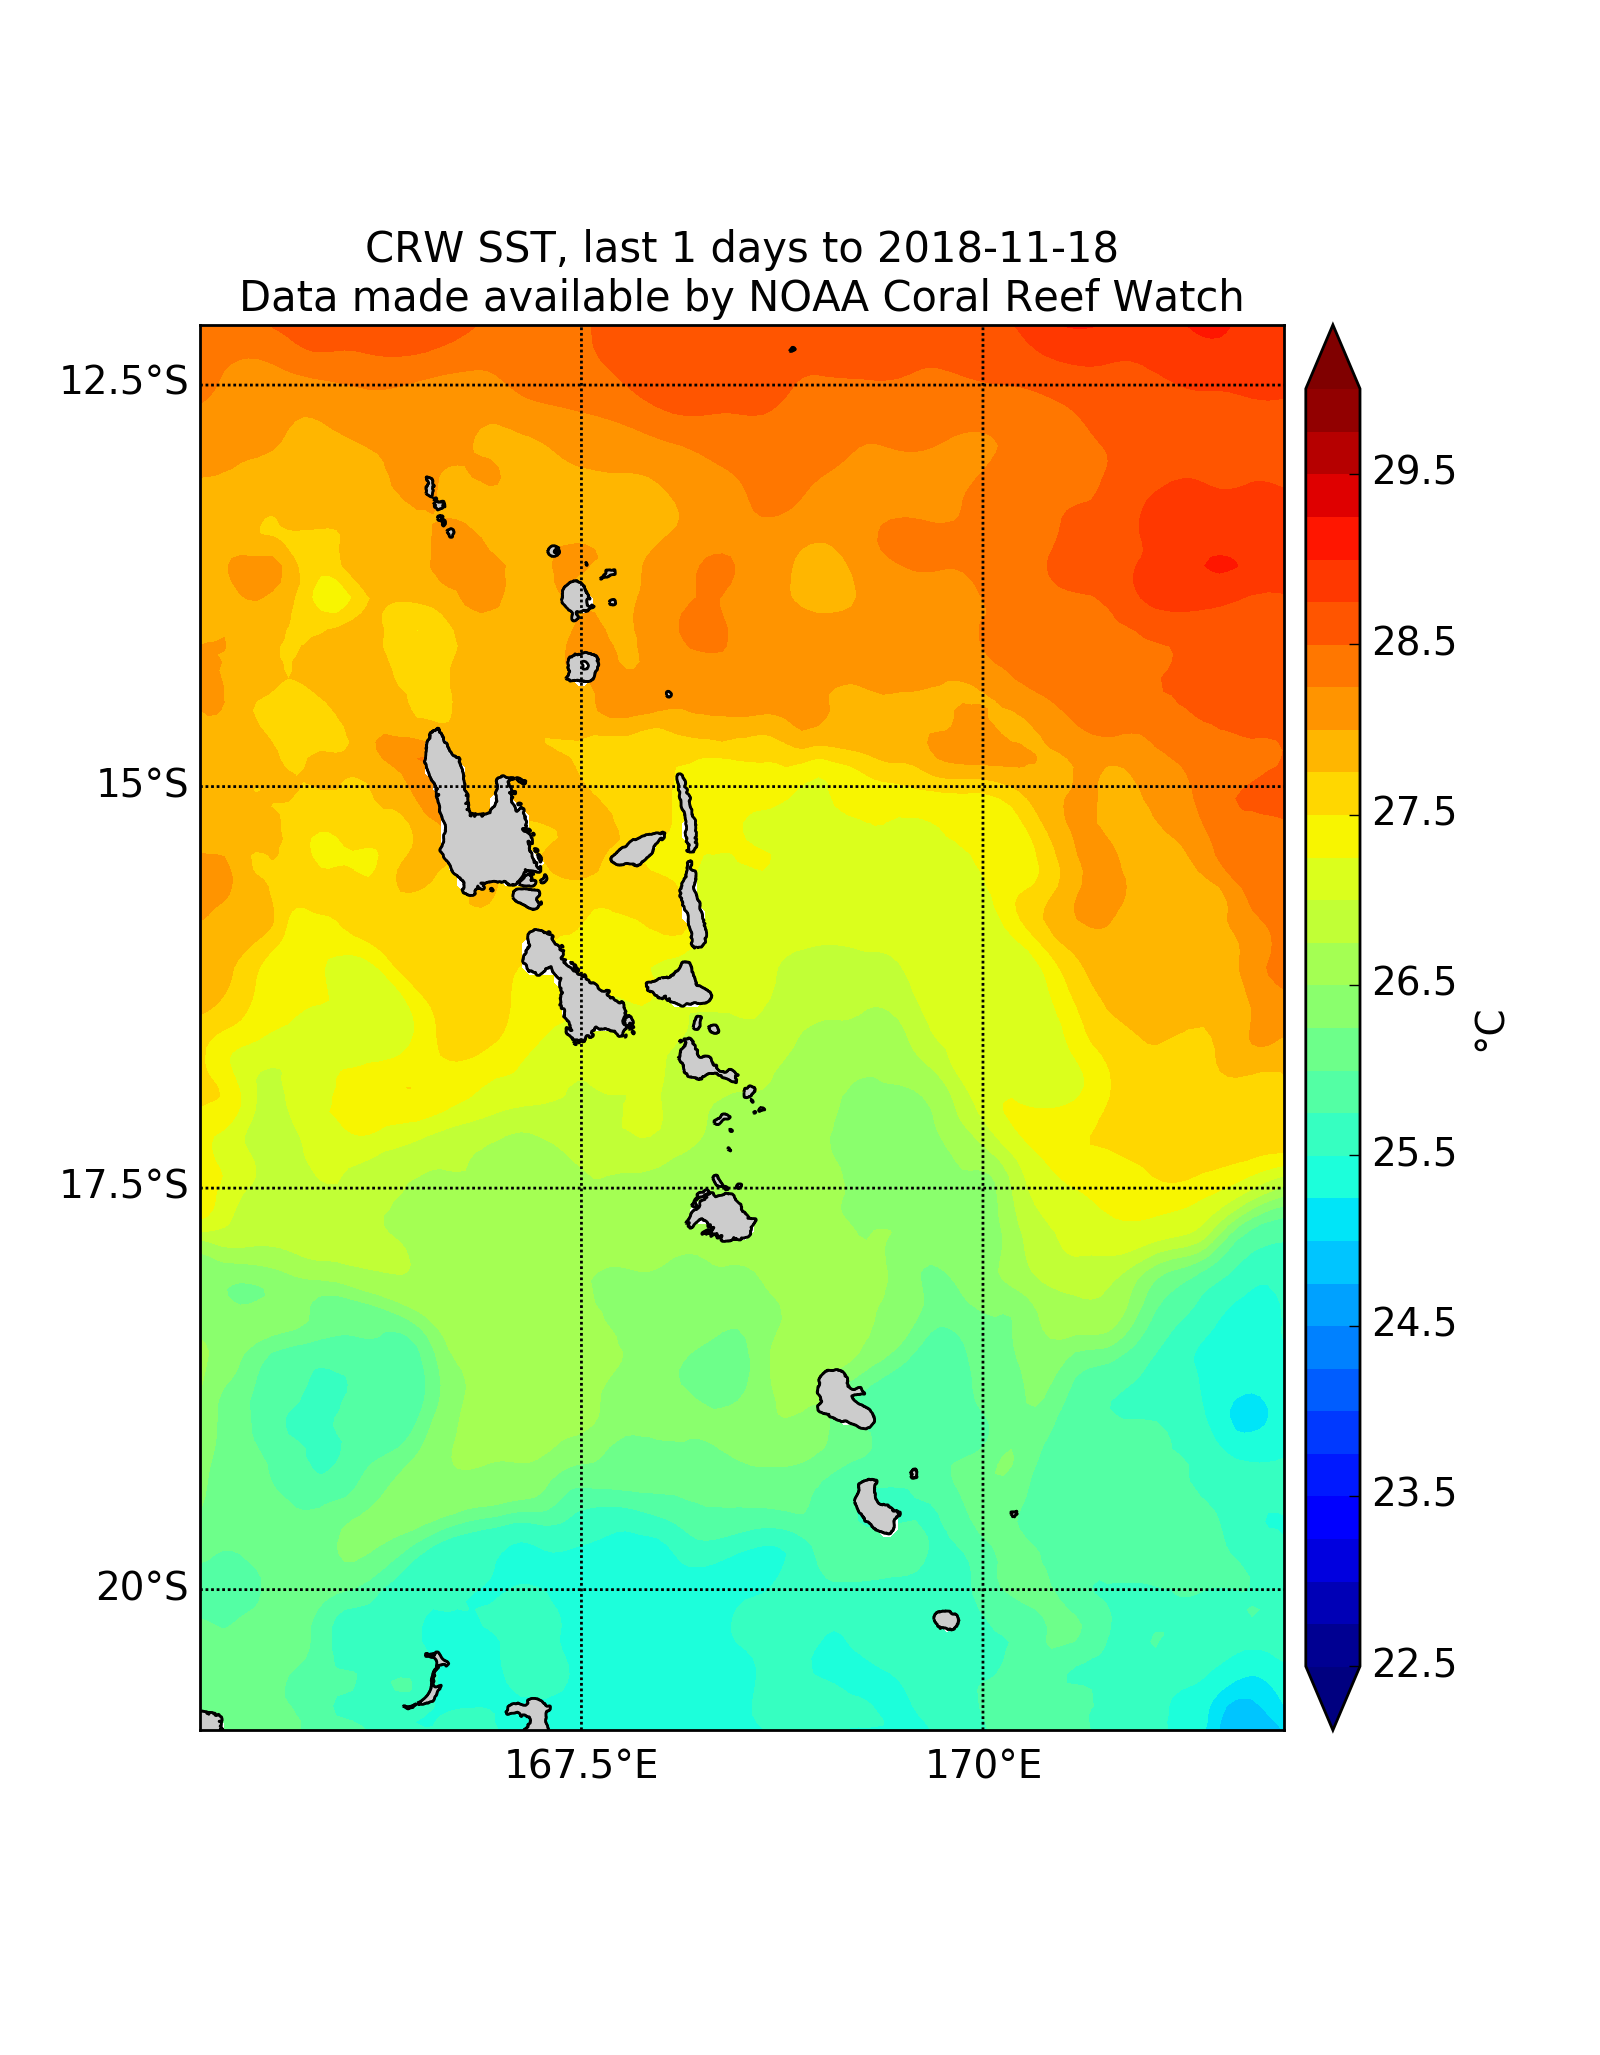 CRW SST, last 1 days to 2018-11-18
Data made available by NOAA Coral Reef Watch
12.5°S
15°S
17.5°S
20°S
167.5°E
170°E
29.5
28.5
27.5
26.5
25.5
24.5
23.5
22.5
°C